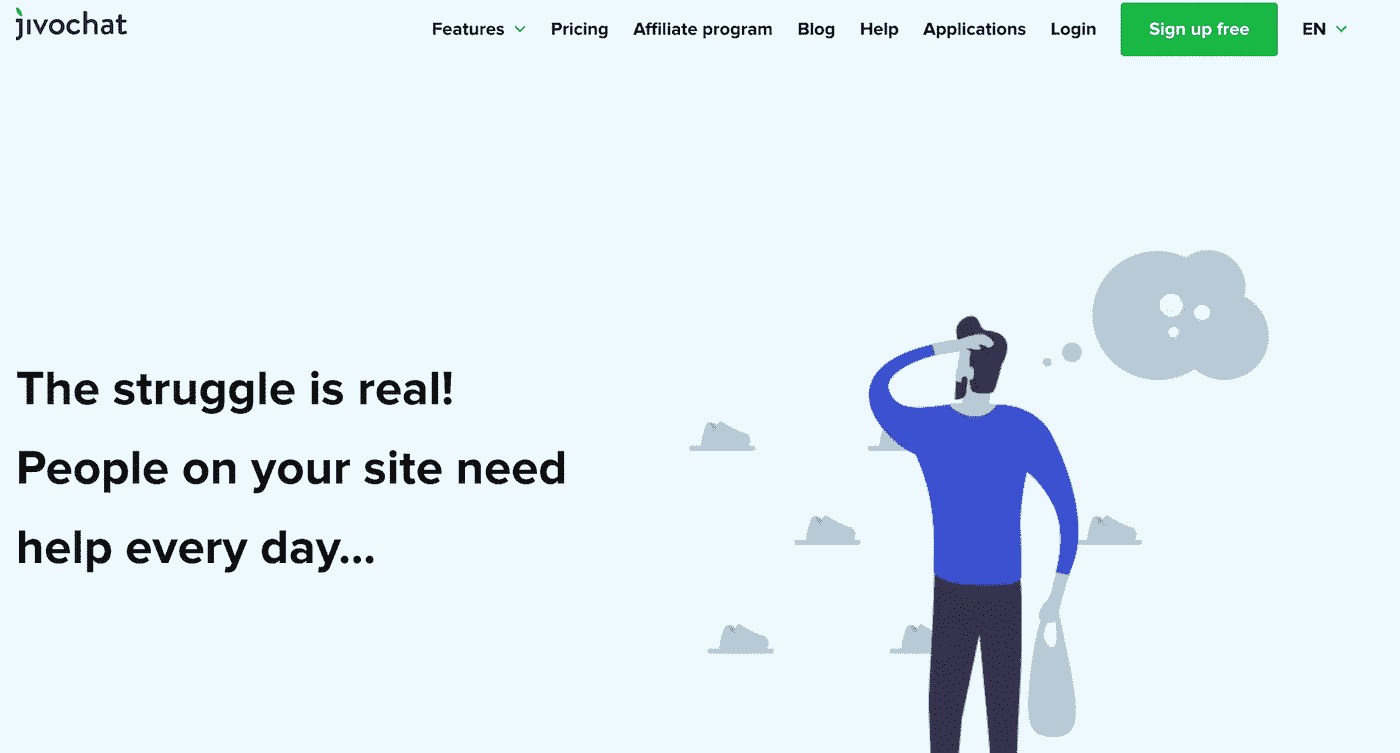 jivochat
Features Pricing Affiliate program Blog Help Applications Login Sign up free EN
The struggle is real!
People on your site need
help every day...